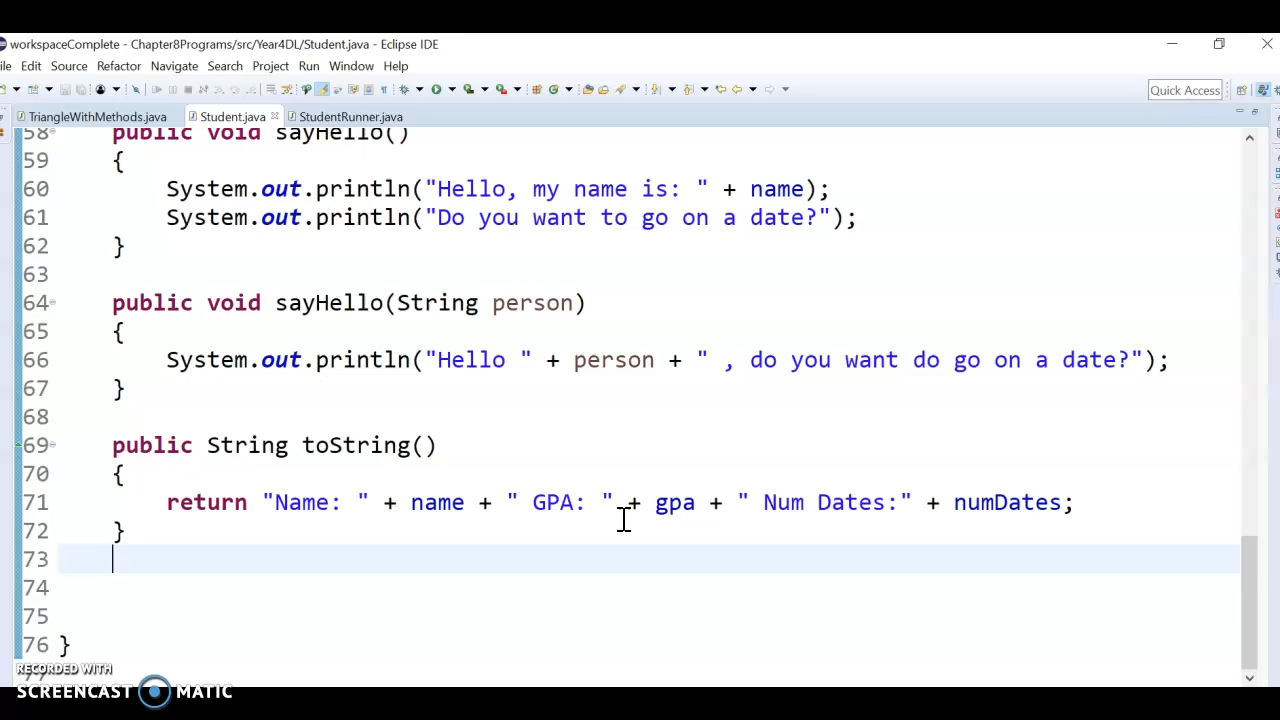 workspaceComplete - Chapter8Programs/src/Year4DL/Student.java - Eclipse IDE
ile Edit Source Refactor Navigate Search Project Run Window Help
Quick Access
TriangleWithMethods.java Student.java StudentRunner.java
58 public void sayHello()
59 {
60 System.out.println("Hello, my name is: " + name);
61 System.out.println("Do you want to go on a date?");
62 }
63
64 public void sayHello(String person)
65 {
66 System.out.println("Hello " + person + " , do you want do go on a date?");
67 }
68
69 public String toString()
70 {
71 return "Name: " + name + " GPA: " + gpa + " Num Dates:" + numDates;
72 }
73
74
75
76 }
RECORDED WITH
SCREENCAST MATIC